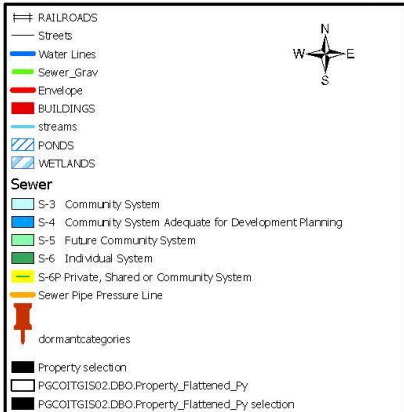 RAILROADS
Streets
Water Lines
Sewer_Grav
Envelope
BUILDINGS
streams
PONDS
WETLANDS
N
W E
S
Sewer
S-3 Community System
S-4 Community System Adequate for Development Planning
S-5 Future Community System
S-6 Individual System
S-6P Private, Shared or Community System
Sewer Pipe Pressure Line
dormantcategories
Property selection
PGCOITGIS02.DBO.Property_Flattened_Py
PGCOITGIS02.DBO.Property_Flattened_Py selection